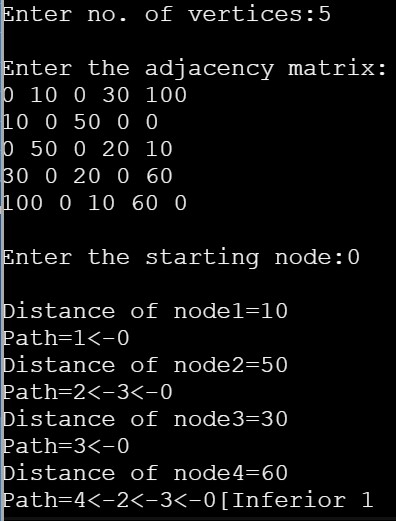 Enter no. of vertices:5
Enter the adjacency matrix:
0 10 0 30 100
10 0 50 0 0
0 50 0 20 10
30 0 20 0 60
100 0 10 60 0
Enter the starting node:0
Distance of node1=10
Path=1<-0
Distance of node2=50
Path=2<-3<-0
Distance of node3=30
Path=3<-0
Distance of node4=60
Path=4<-2<-3<-0[Inferior 1